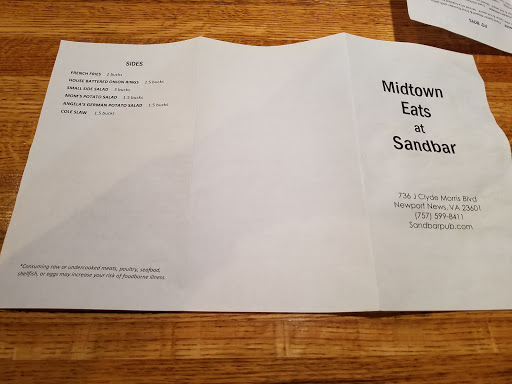 SIDES
FRENCH FRIES 2 bucks
HOUSE BATTERED ONION RINGS 2.5 bucks
SMALL SIDE SALAD 3 bucks
MOM'S POTATO SALAD 1.5 bucks
ANGELA'S GERMAN POTATO SALAD 1.5 bucks
COLE SLAW 1.5 bucks
*Consuming raw or undercooked meats, poultry, seafood,
shellfish, or eggs may increase your risk of foodborne illness.
Midtown
Eats
at
Sandbar
736 J Clyde Morris Blvd
Newport News, VA 23601
(757) 599-8411
Sandbarpub.com
PO' BOYS